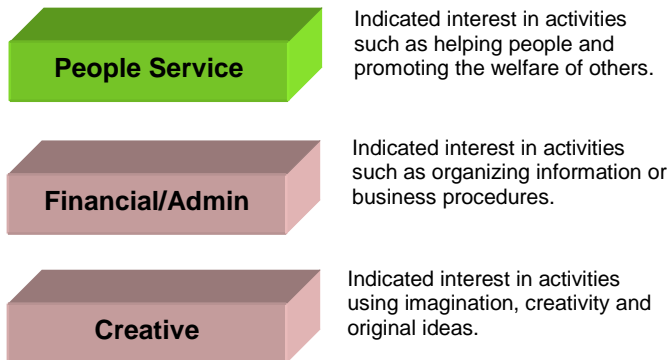 People Service
Indicated interest in activities
such as helping people and
promoting the welfare of others.
Financial/Admin
Indicated interest in activities
such as organizing information or
business procedures.
Creative
Indicated interest in activities
using imagination, creativity and
original ideas.